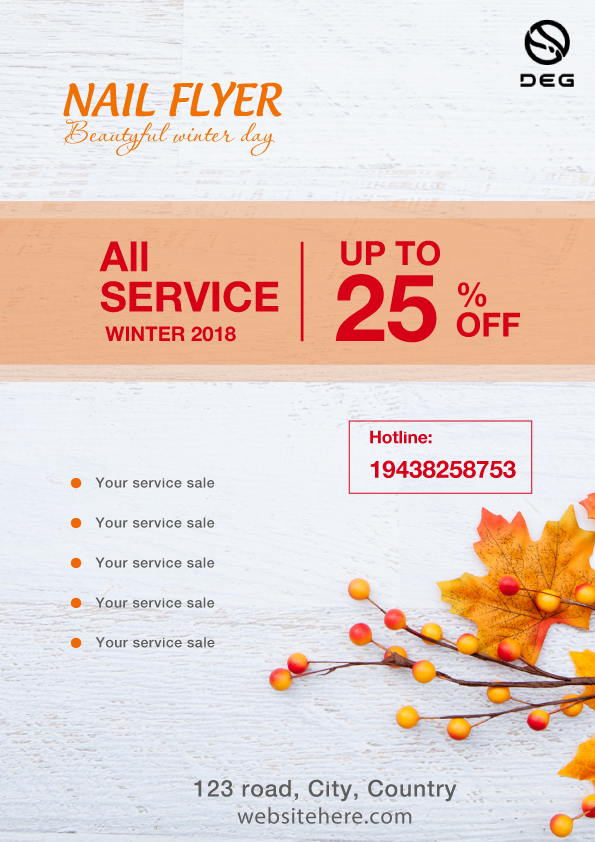 DEG
NAIL FLYER
Beautyful winter day
All
SERVICE
WINTER 2018
UP TO
25 % OFF
Hotline:
19438258753
Your service sale
Your service sale
Your service sale
Your service sale
Your service sale
123 road, City, Country
websitehere.com